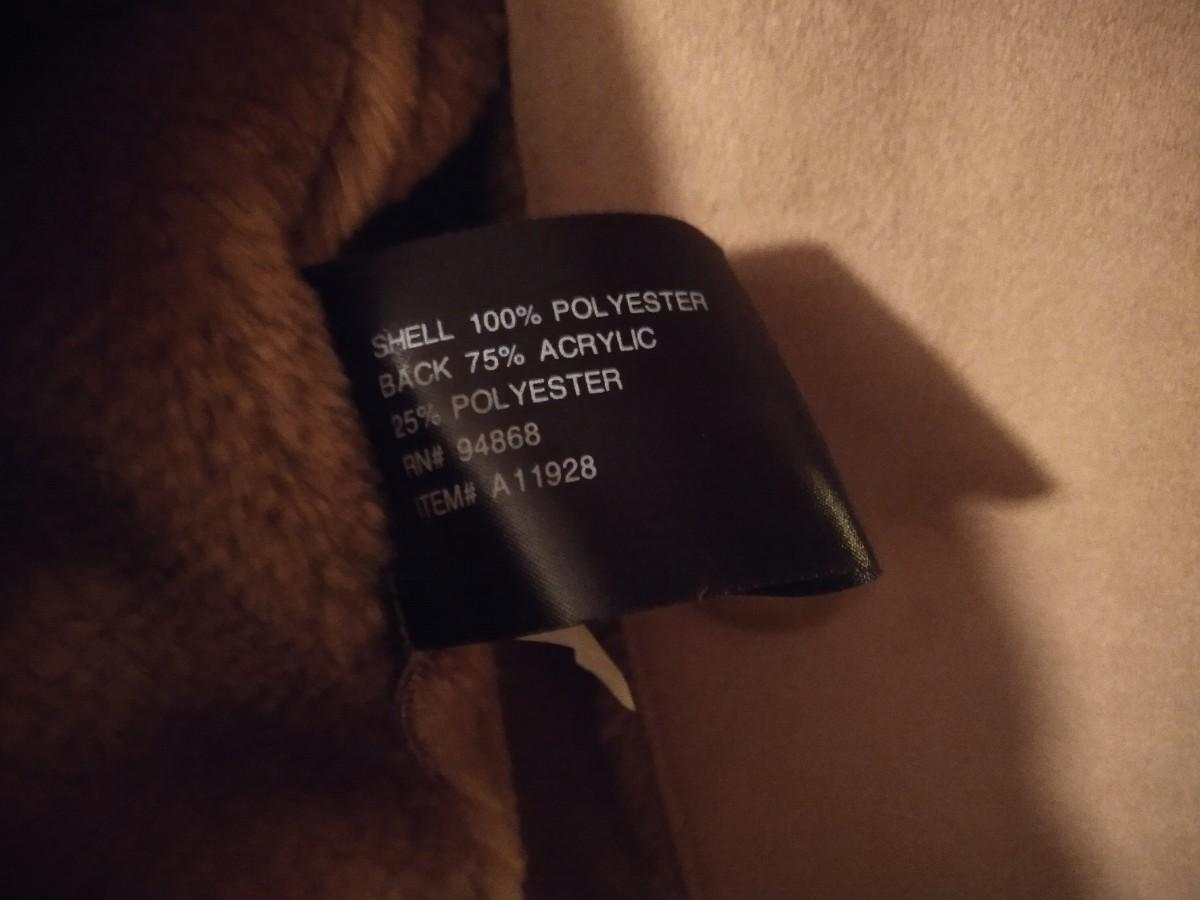 SHELL 100% POLYESTER
BACK 75% ACRYLIC
25% POLYESTER
RN# 94868
ITEM# A11928